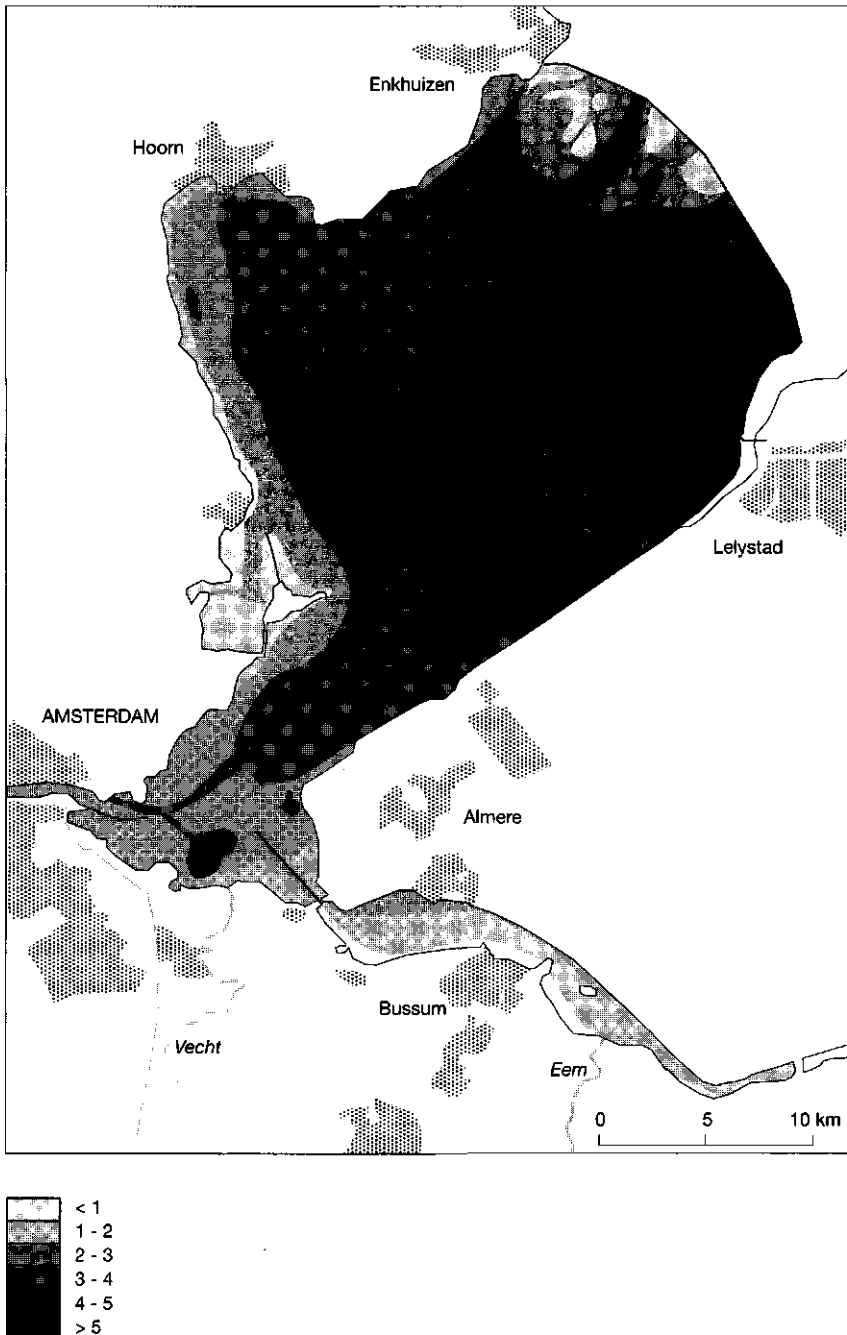 Enkhuizen
Hoorn
Lelystad
AMSTERDAM
Almere
Bussum
Vecht
Eem
0 5 10 km
< 1
1 - 2
2 - 3
3 - 4
4 - 5
> 5